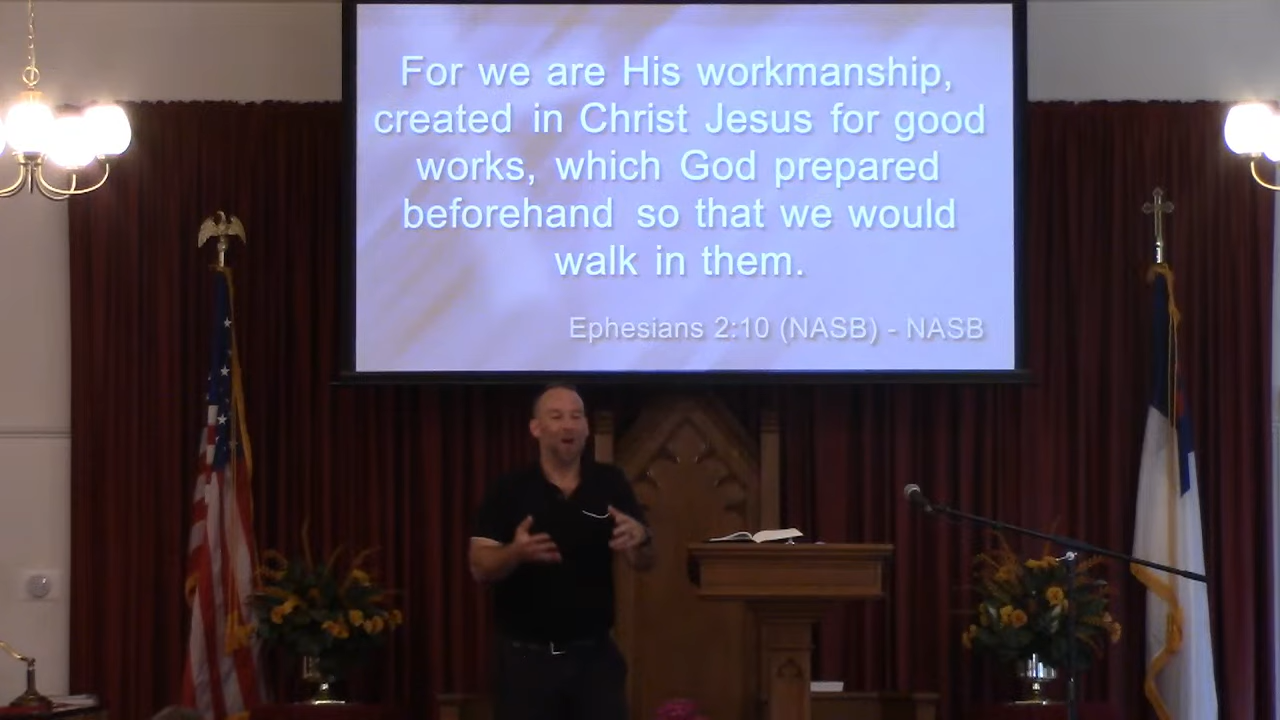 For we are His workmanship,
created in Christ Jesus for good
works, which God prepared
beforehand so that we would
walk in them.
Ephesians 2:10 (NASB) - NASB